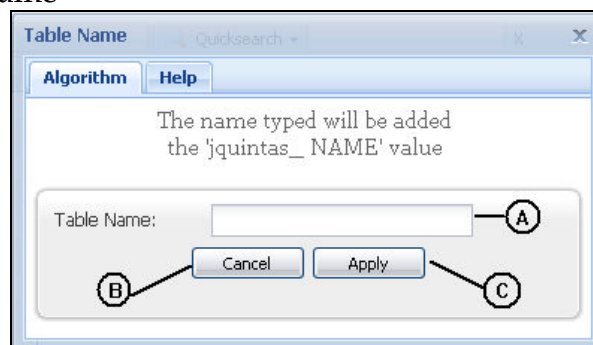 Table Name
Quicksearch
x
Algorithm Help
The name typed will be added
the 'jquintas_ NAME' value
Table Name:
A
Cancel Apply
B
C